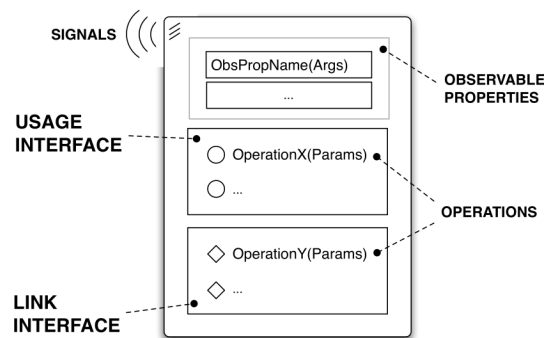 SIGNALS
ObsPropName(Args)
...
OBSERVABLE
PROPERTIES
USAGE
INTERFACE
OperationX(Params)
...
OPERATIONS
OperationY(Params)
...
LINK
INTERFACE